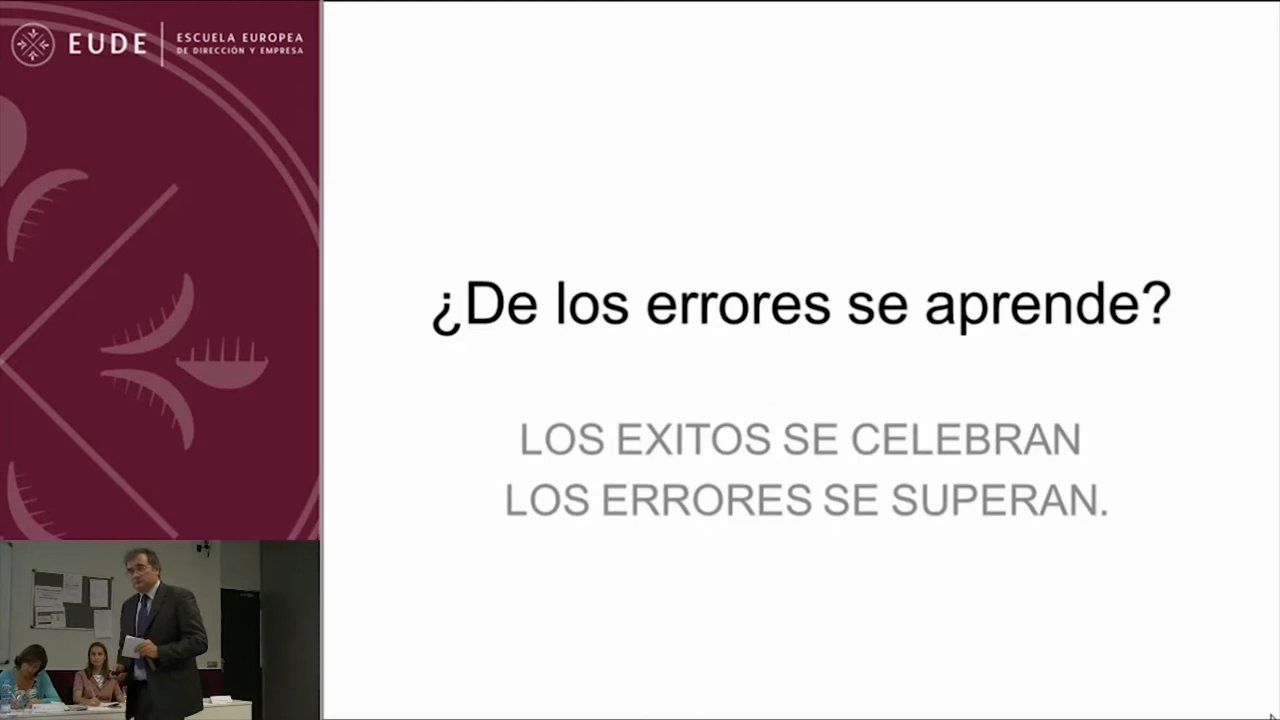 EUDE
ESCUELA EUROPEA
DE DIRECCIÓN Y EMPRESA
¿De los errores se aprende?
LOS EXITOS SE CELEBRAN
LOS ERRORES SE SUPERAN.